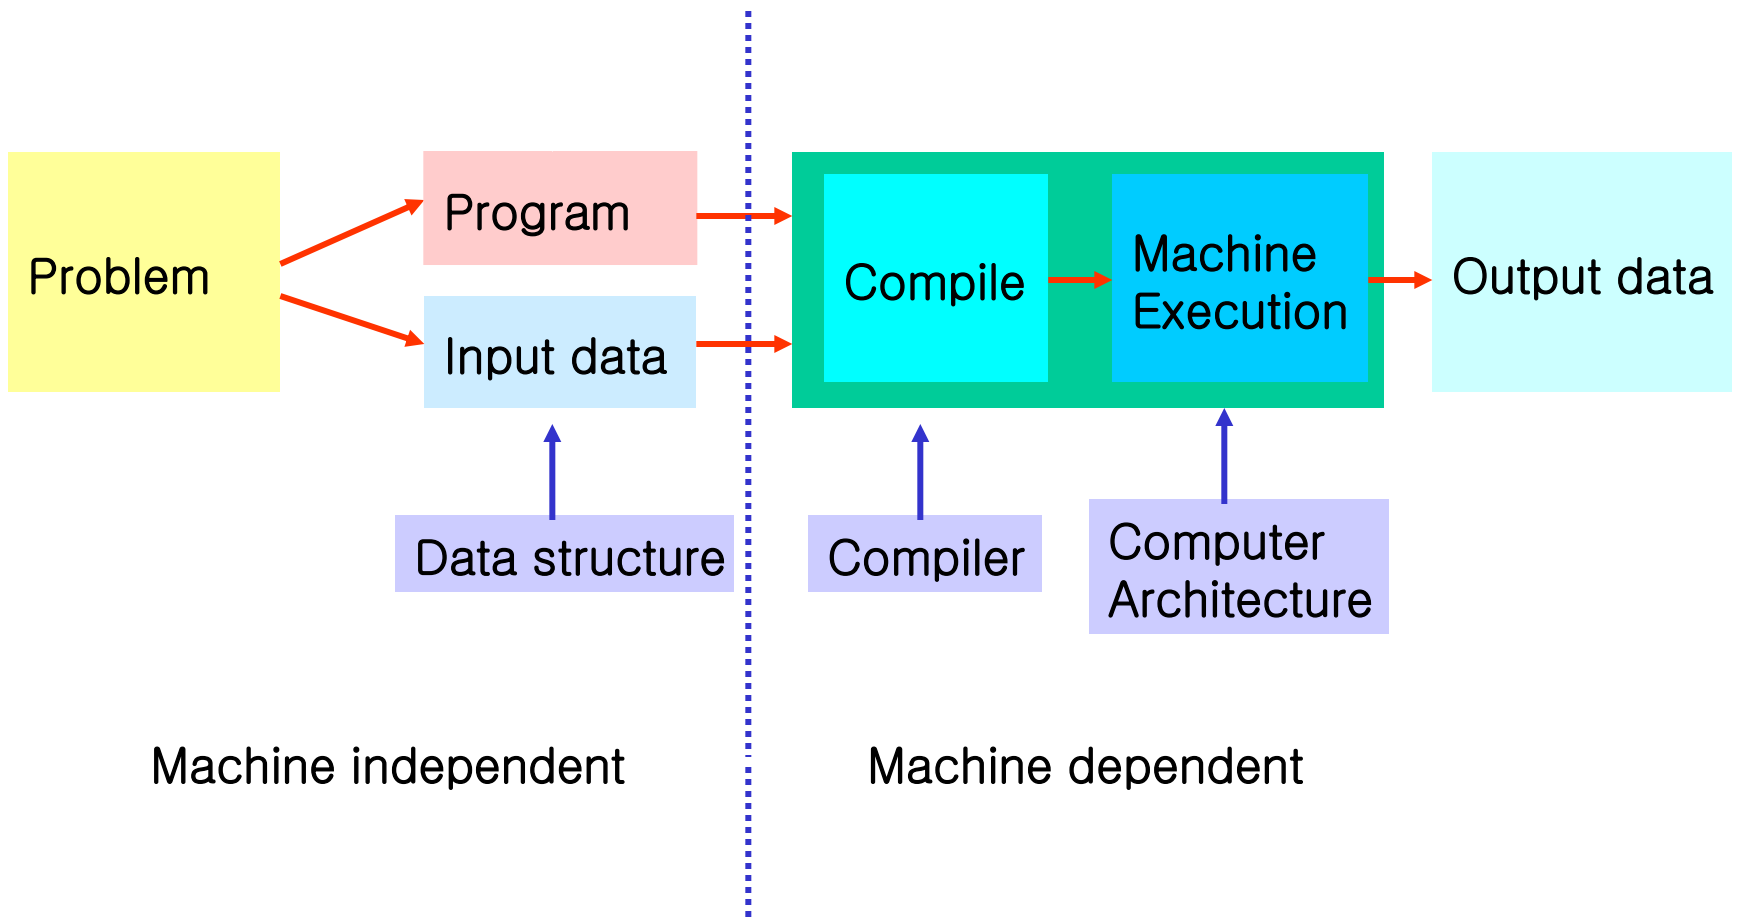 Problem
Program
Input data
Compile
Machine
Execution
Output data
Data structure
Compiler
Computer
Architecture
Machine independent
Machine dependent